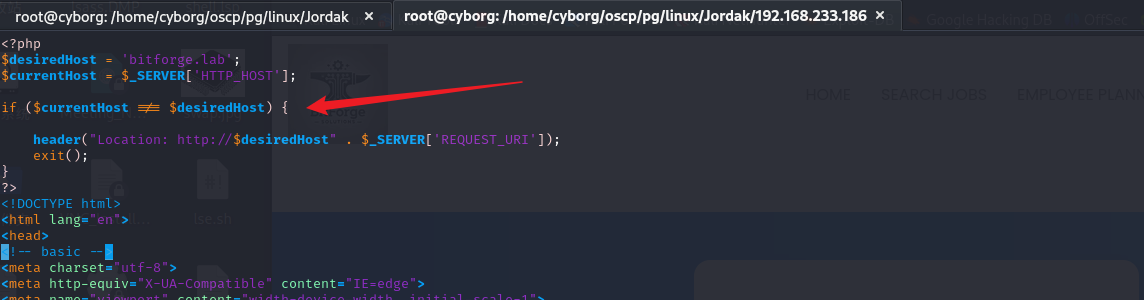 root@cyborg: /home/cyborg/oscp/pg/linux/Jordak × root@cyborg: /home/cyborg/oscp/pg/linux/Jordak/192.168.233.186 ×
Google Hacking DB OffSec
<?php
$desiredHost = 'bitforge.lab';
$currentHost = $_SERVER['HTTP_HOST'];
if ($currentHost !== $desiredHost) {
header("Location: http://$desiredHost" . $_SERVER['REQUEST_URI']);
exit();
}
?>
HOME SEARCH JOBS EMPLOYEE PLAN
lse.sh
<!DOCTYPE html>
<html lang="en">
<head>
<!-- basic -->
<meta charset="utf-8">
<meta http-equiv="X-UA-Compatible" content="IE=edge">
<meta name="viewport" content="width=device-width, initial-scale=1">